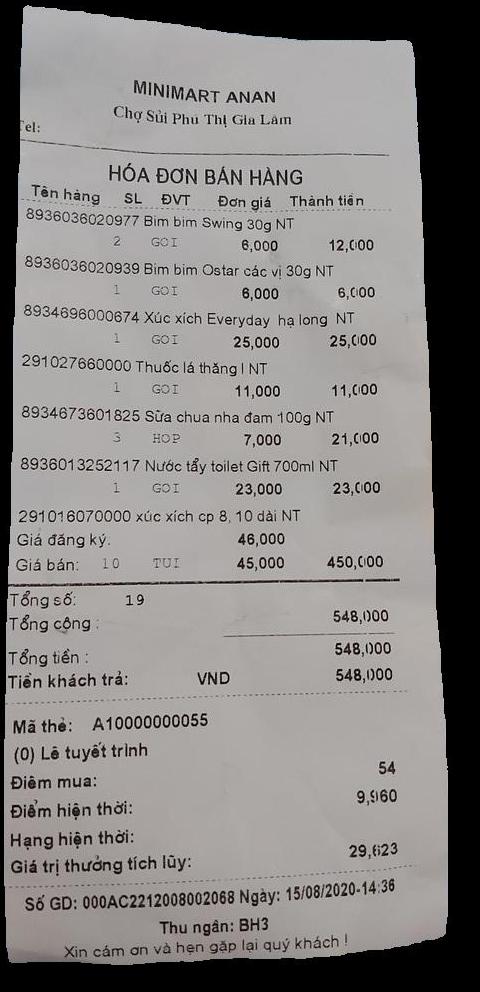 MINIMART ANAN
Chợ Sủi Phú Thị Gia Lâm
Tel:
HÓA ĐƠN BÁN HÀNG
Tên hàng SL ĐVT Đơn giá Thành tiền
8936036020977 Bim bim Swing 30g NT
2 GOI 6,000 12,000
8936036020939 Bim bim Ostar các vị 30g NT
1 GOI 6,000 6,000
8934696000674 Xúc xích Everyday hạ long NT
1 GOI 25,000 25,000
291027660000 Thuốc lá thăng l NT
1 GOI 11,000 11,000
8934673601825 Sữa chua nha đam 100g NT
3 HOP 7,000 21,000
8936013252117 Nước tẩy toilet Gift 700ml NT
1 GOI 23,000 23,000
291016070000 xúc xích cp 8, 10 dài NT
Giá đăng ký. 46,000
Giá bán: 10 TUI 45,000 450,000
Tổng số: 19
Tổng cộng : 548,000
Tổng tiền : 548,000
Tiền khách trả: VND 548,000
Mã thẻ: A10000000055
(0) Lê tuyết trinh
Điểm mua: 54
Điểm hiện thời: 9,960
Hạng hiện thời:
Giá trị thưởng tích lũy: 29,623
Số GD: 000AC2212008002068 Ngày: 15/08/2020-14:36
Thu ngân: BH3
Xin cám ơn và hẹn gặp lại quý khách !